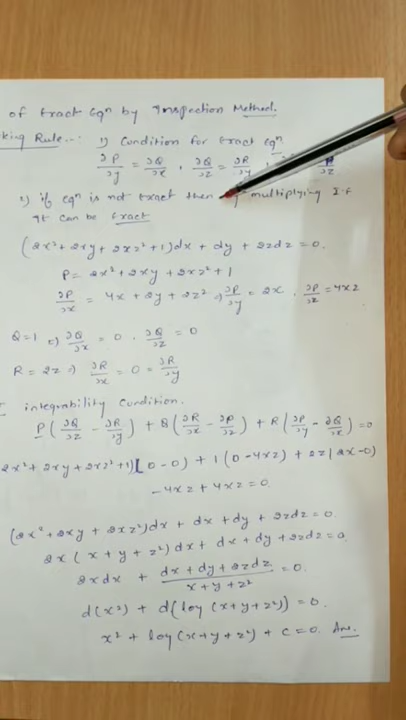 of Exact Eqn by Inspection Method.
king Rule:- 1) Condition for Exact Eqn
∂P/∂y = ∂Q/∂x , ∂Q/∂z = ∂R/∂y ,
2) if Eqn is not Exact then by multiplying I.F
It can be Exact
(2x²+2xy+2xz²+1)dx + dy + 2zdz = 0.
P = 2x²+2xy+2xz²+1
∂P/∂x = 4x + 2y + 2z² ⇒ ∂P/∂y = 2x , ∂P/∂z = 4xz
Q=1 ⇒ ∂Q/∂x = 0 , ∂Q/∂z = 0
R = 2z ⇒ ∂R/∂x = 0 = ∂R/∂y
integrability Condition.
P(∂Q/∂z - ∂R/∂y) + Q(∂R/∂x - ∂P/∂z) + R(∂P/∂y - ∂Q/∂x) = 0
2x²+2xy+2xz²+1)[0-0) + 1(0-4xz) + 2z(2x-0)
-4xz + 4xz = 0.
(2x²+2xy+2xz²)dx + dx + dy + 2zdz = 0.
2x(x+y+z²)dx + dx + dy + 2zdz = 0.
2xdx + dx+dy+2zdz/x+y+z² = 0.
d(x²) + d(log(x+y+z²)) = 0.
x² + log(x+y+z²) + C = 0. Ans.